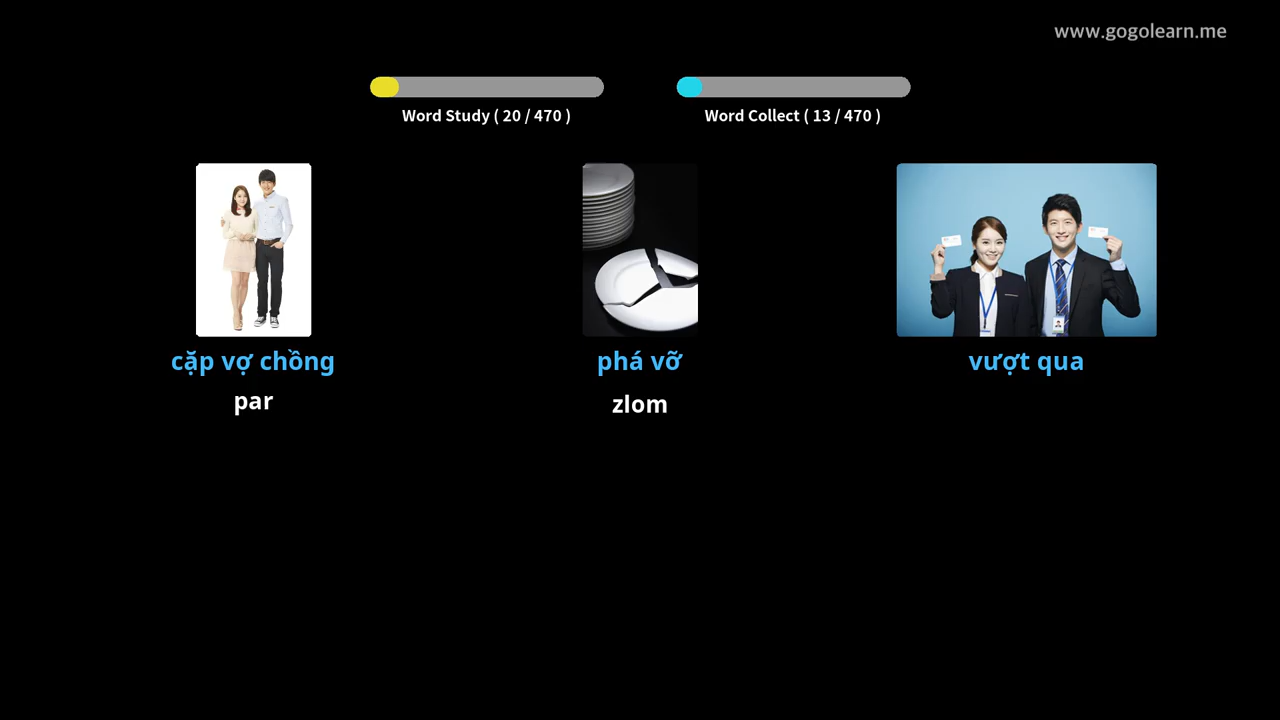 www.gogolearn.me
Word Study ( 20 / 470 )
Word Collect ( 13 / 470 )
cặp vợ chồng
par
phá vỡ
zlom
vượt qua